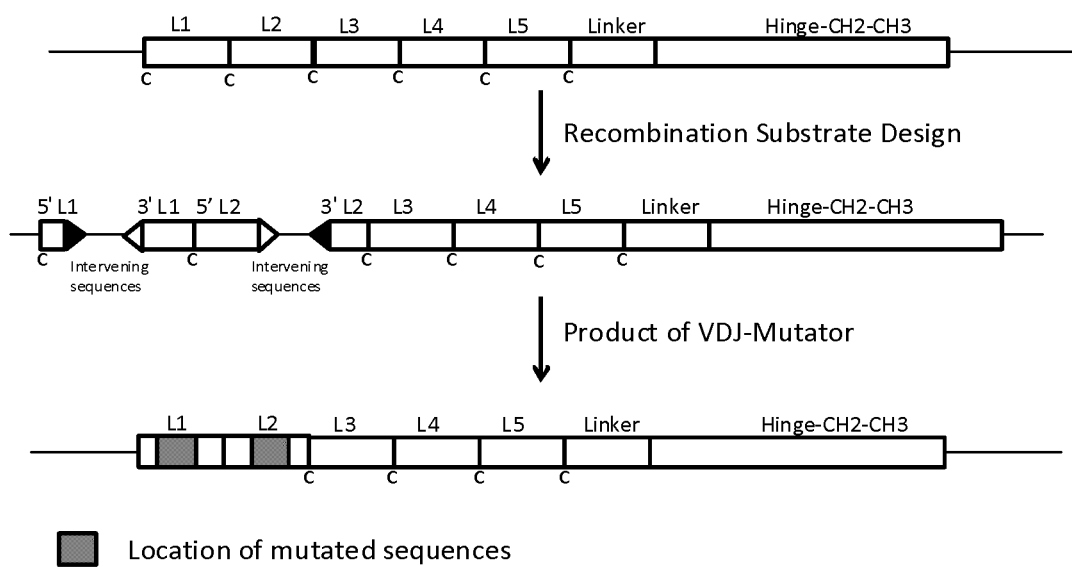 L1 L2 L3 L4 L5 Linker Hinge-CH2-CH3
C C C C C C
Recombination Substrate Design
5' L1 3' L1 5’ L2 3' L2 L3 L4 L5 Linker Hinge-CH2-CH3
C C C C C C
Intervening Intervening
sequences sequences
Product of VDJ-Mutator
L1 L2 L3 L4 L5 Linker Hinge-CH2-CH3
C C C C
Location of mutated sequences